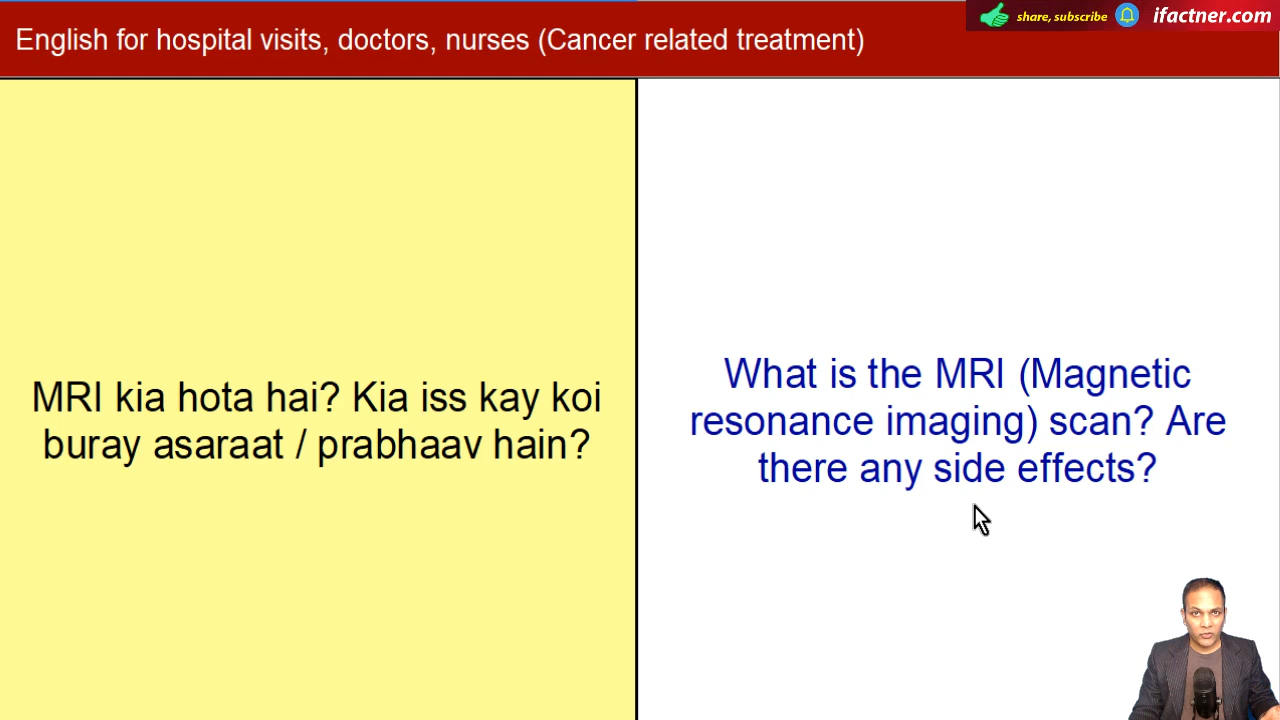 share, subscribe
ifactner.com
English for hospital visits, doctors, nurses (Cancer related treatment)
MRI kia hota hai? Kia iss kay koi
buray asaraat / prabhaav hain?
What is the MRI (Magnetic
resonance imaging) scan? Are
there any side effects?